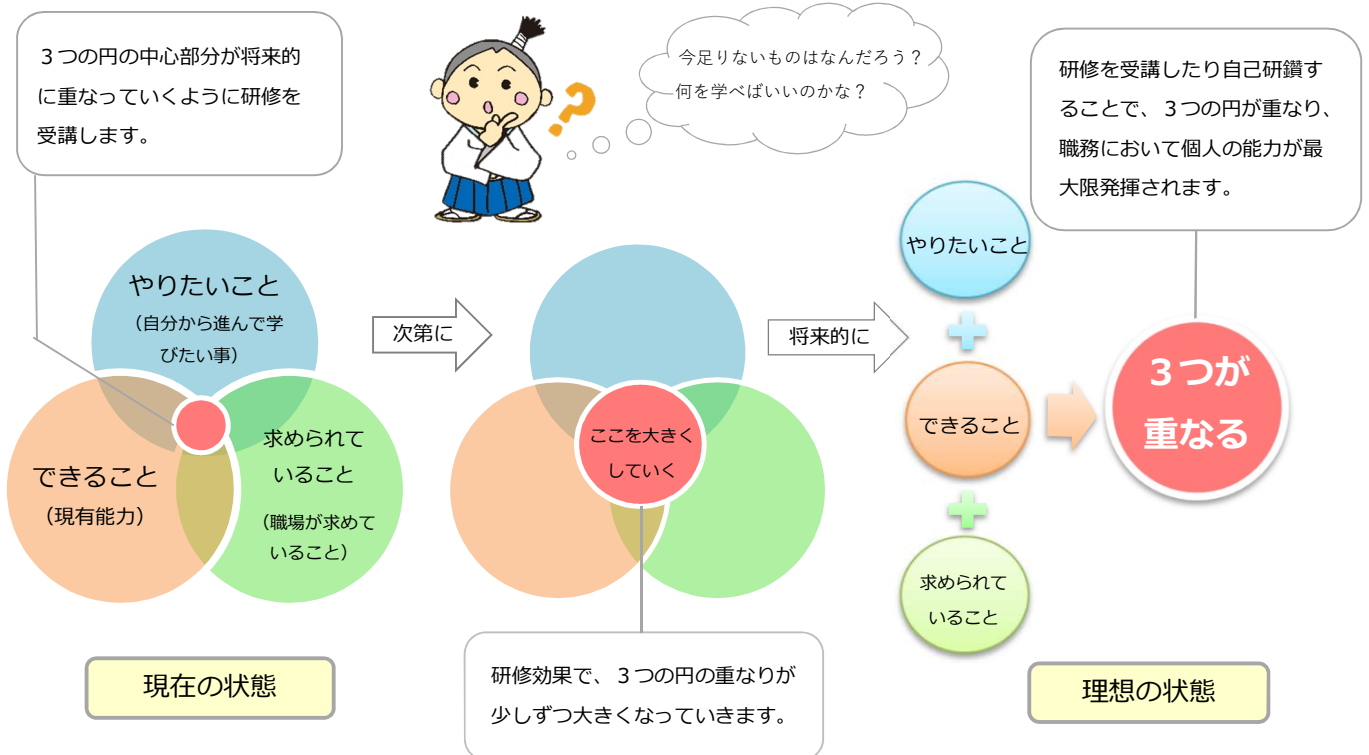 ３つの円の中心部分が将来的
に重なっていくように研修を
受講します。
今足りないものはなんだろう？
何を学べばいいのかな？
研修を受講したり自己研鑽す
ることで、３つの円が重なり、
職務において個人の能力が最
大限発揮されます。
やりたいこと
（自分から進んで学
びたい事）
できること
（現有能力）
求められて
いること
（職場が求めて
いること）
次第に
ここを大きく
していく
将来的に
やりたいこと
できること
求められて
いること
３つが
重なる
現在の状態
研修効果で、３つの円の重なりが
少しずつ大きくなっていきます。
理想の状態